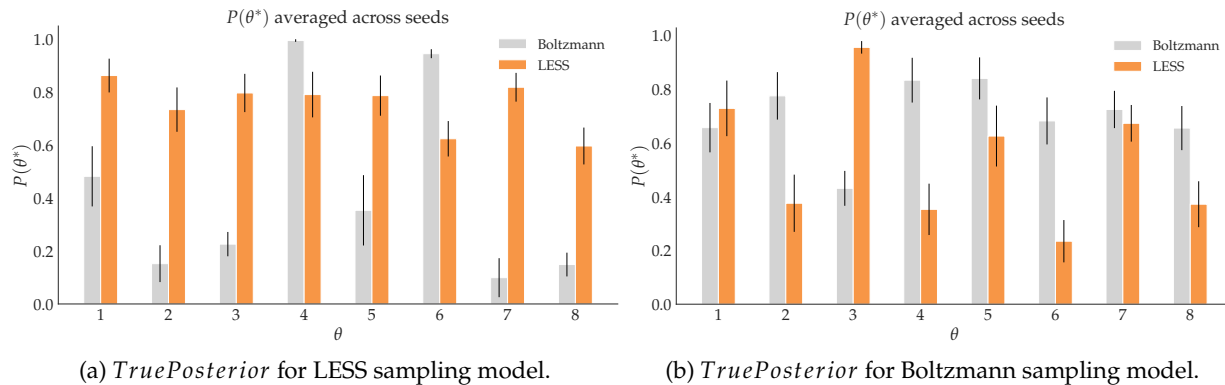 P(θ*) averaged across seeds
1.0
0.8
0.6
0.4
0.2
0.0
P(θ*)
Boltzmann
LESS
1 2 3 4 5 6 7 8
θ
(a) TruePosterior for LESS sampling model.
P(θ*) averaged across seeds
1.0
0.8
0.6
0.4
0.2
0.0
P(θ*)
Boltzmann
LESS
1 2 3 4 5 6 7 8
θ
(b) TruePosterior for Boltzmann sampling model.